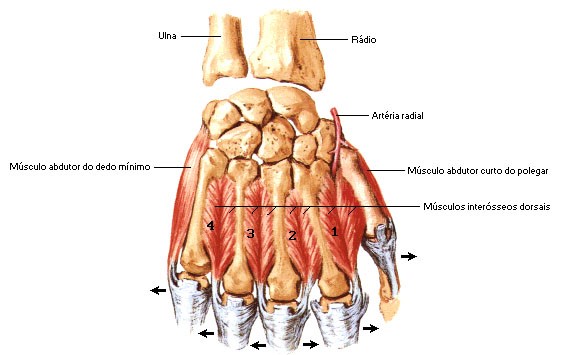 Ulna
Rádio
Artéria radial
Músculo abdutor do dedo mínimo
Músculo abdutor curto do polegar
Músculos interósseos dorsais
4
3
2
1